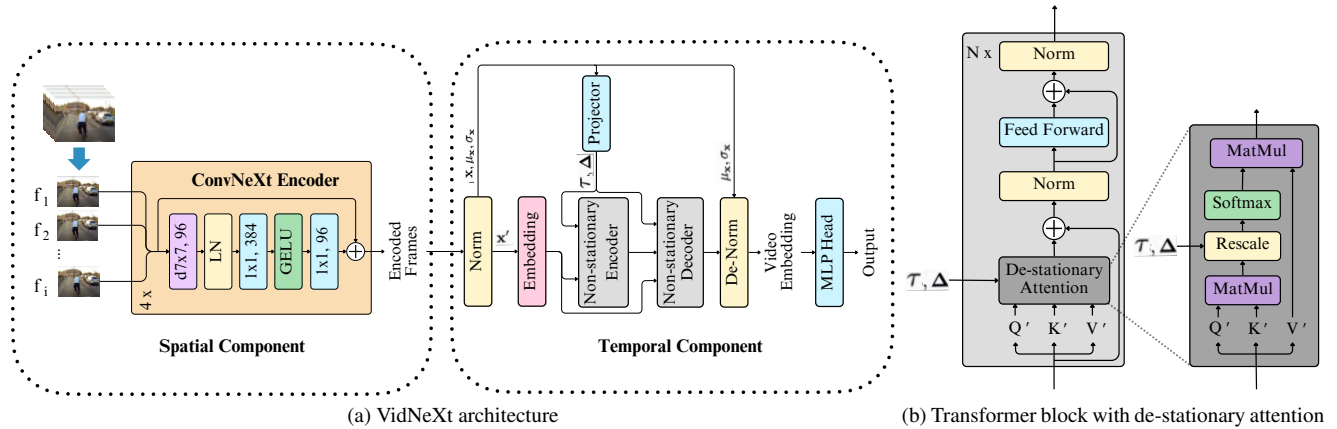 f 1
f 2
...
f i
ConvNeXt Encoder
d7x7, 96
LN
1x1, 384
GELU
1x1, 96
4 x
Spatial Component
Encoded
Frames
Norm
x, μx, σx
x′
Embedding
Projector
τ, Δ
Non-stationary
Encoder
Non-stationary
Decoder
μx, σx
De-Norm
Video
Embedding
MLP Head
Output
Temporal Component
(a) VidNeXt architecture
N x
Norm
Feed Forward
Norm
τ, Δ
De-stationary
Attention
Q ′ K ′ V ′
MatMul
Softmax
τ, Δ
Rescale
MatMul
Q ′ K ′ V ′
(b) Transformer block with de-stationary attention